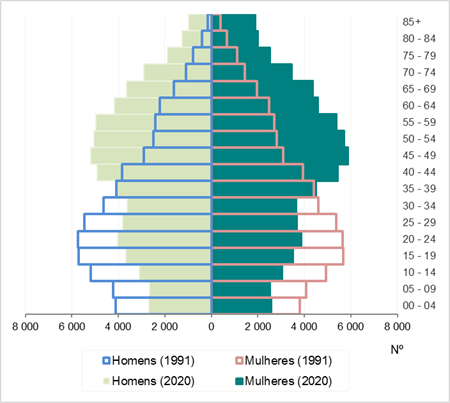 85+
80 - 84
75 - 79
70 - 74
65 - 69
60 - 64
55 - 59
50 - 54
45 - 49
40 - 44
35 - 39
30 - 34
25 - 29
20 - 24
15 - 19
10 - 14
05 - 09
00 - 04
8 000 6 000 4 000 2 000 0 2 000 4 000 6 000 8 000
Nº
Homens (1991) Mulheres (1991)
Homens (2020) Mulheres (2020)